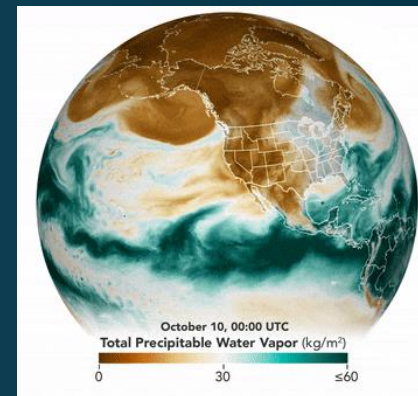 October 10, 00:00 UTC
Total Precipitable Water Vapor (kg/m²)
0 30 ≤60